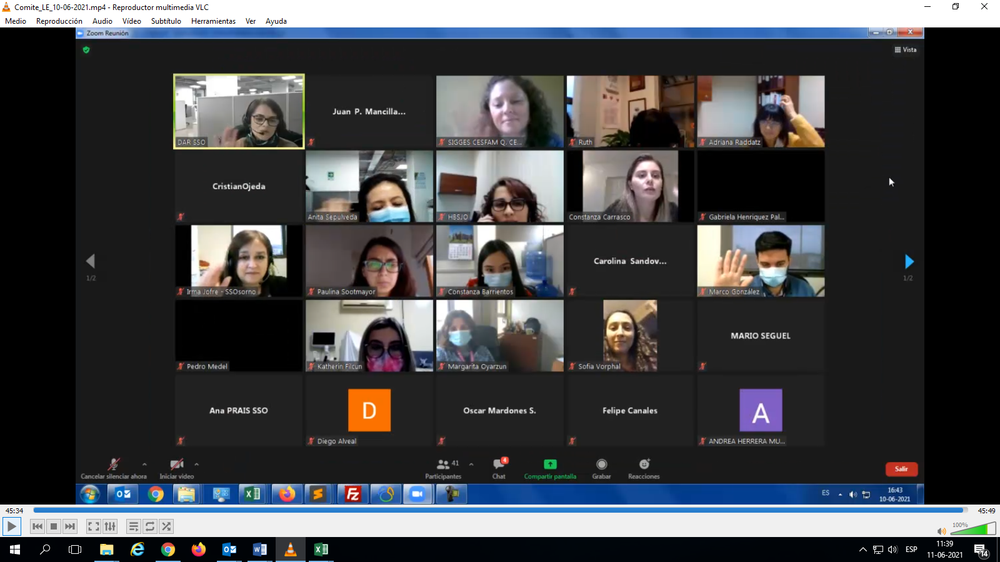 Comite_LE_10-06-2021.mp4 - Reproductor multimedia VLC
Medio Reproducción Audio Vídeo Subtítulo Herramientas Ver Ayuda
Zoom Reunión
Vista
DAR SSO
Juan P. Mancilla...
SIGGES CESFAM Q. CE...
Ruth
Adriana Raddatz
CristianOjeda
Anita Sepulveda
HBSJO
Constanza Carrasco
Gabriela Henriquez Pal...
Irma Jofre - SSOsorno
Paulina Sootmayor
Constanza Barrientos
Carolina Sandov...
Marco González
1/2
1/2
Pedro Medel
Katherin Filcun
Margarita Oyarzun
Sofia Vorphal
MARIO SEGUEL
Ana PRAIS SSO
D
Diego Alveal
Oscar Mardones S.
Felipe Canales
A
ANDREA HERRERA MU...
Cancelar silenciar ahora
Iniciar video
41
Participantes
4
Chat
Compartir pantalla
Grabar
Reacciones
Salir
ES
16:43
10-06-2021
45:34
45:49
100%
ESP
11:39
11-06-2021
14